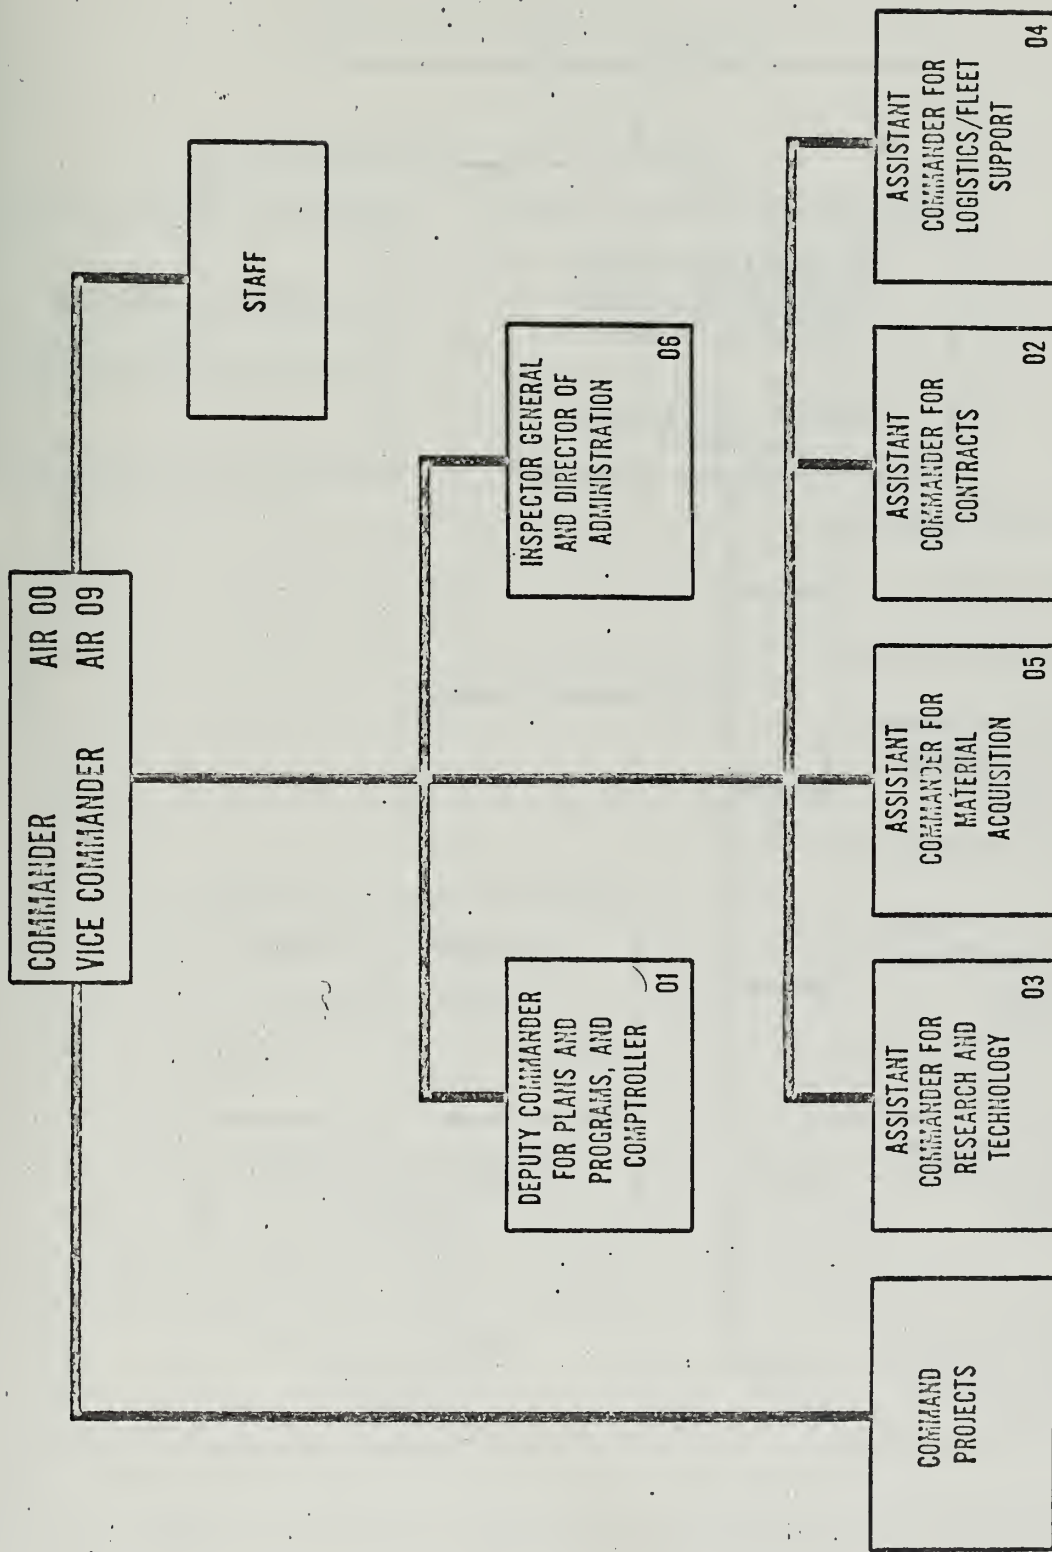 COMMANDER AIR 00
VICE COMMANDER AIR 09
STAFF
DEPUTY COMMANDER
FOR PLANS AND
PROGRAMS, AND
COMPTROLLER
01
INSPECTOR GENERAL
AND DIRECTOR OF
ADMINISTRATION
06
COMMAND
PROJECTS
ASSISTANT
COMMANDER FOR
RESEARCH AND
TECHNOLOGY
03
ASSISTANT
COMMANDER FOR
MATERIAL
ACQUISITION
05
ASSISTANT
COMMANDER FOR
CONTRACTS
02
ASSISTANT
COMMANDER FOR
LOGISTICS/FLEET
SUPPORT
04